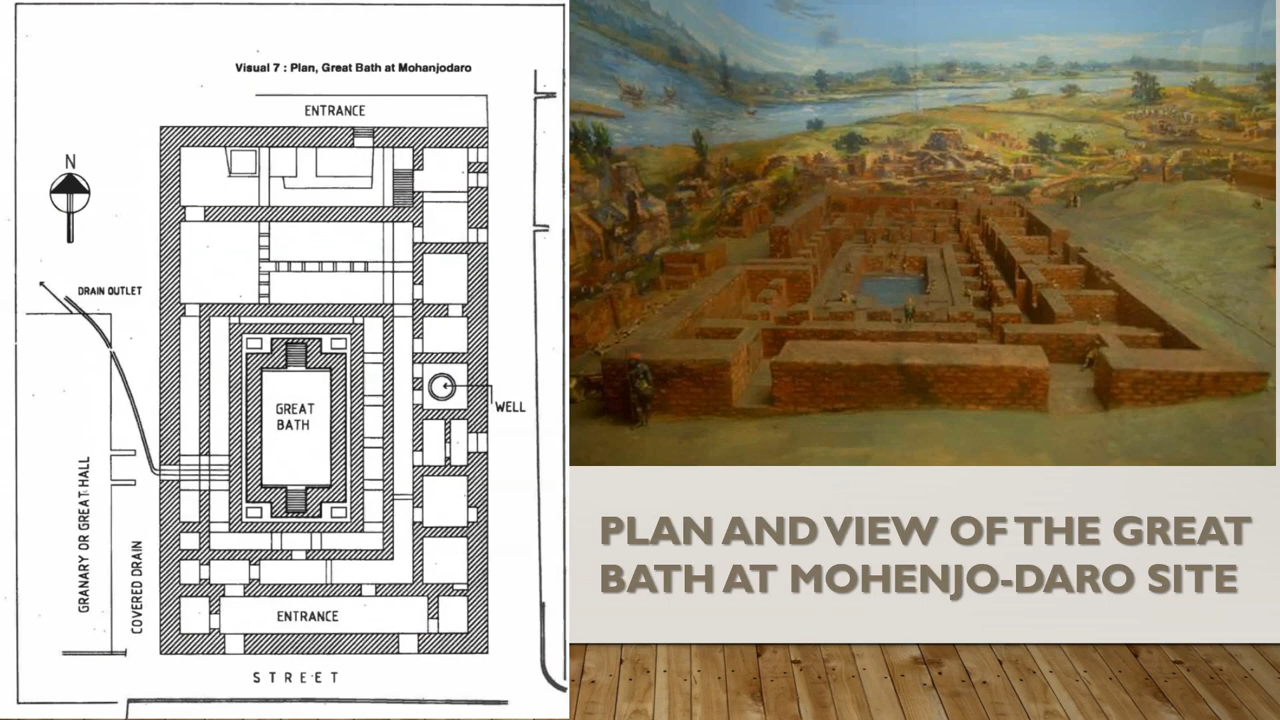 Visual 7 : Plan, Great Bath at Mohanjodaro
ENTRANCE
N
DRAIN OUTLET
GREAT
BATH
WELL
GRANARY OR GREAT HALL
COVERED DRAIN
ENTRANCE
STREET
PLAN AND VIEW OF THE GREAT
BATH AT MOHENJO-DARO SITE